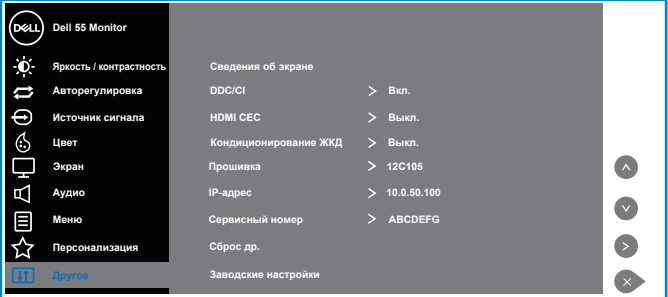 DELL Dell 55 Monitor
Яркость / контрастность Сведения об экране
Авторегулировка DDC/CI Вкл.
Источник сигнала HDMI CEC Выкл.
Цвет Кондиционирование ЖКД Выкл.
Экран Прошивка 12C105
Аудио IP-адрес 10.0.50.100
Меню Сервисный номер ABCDEFG
Персонализация Сброс др.
Другое Заводские настройки